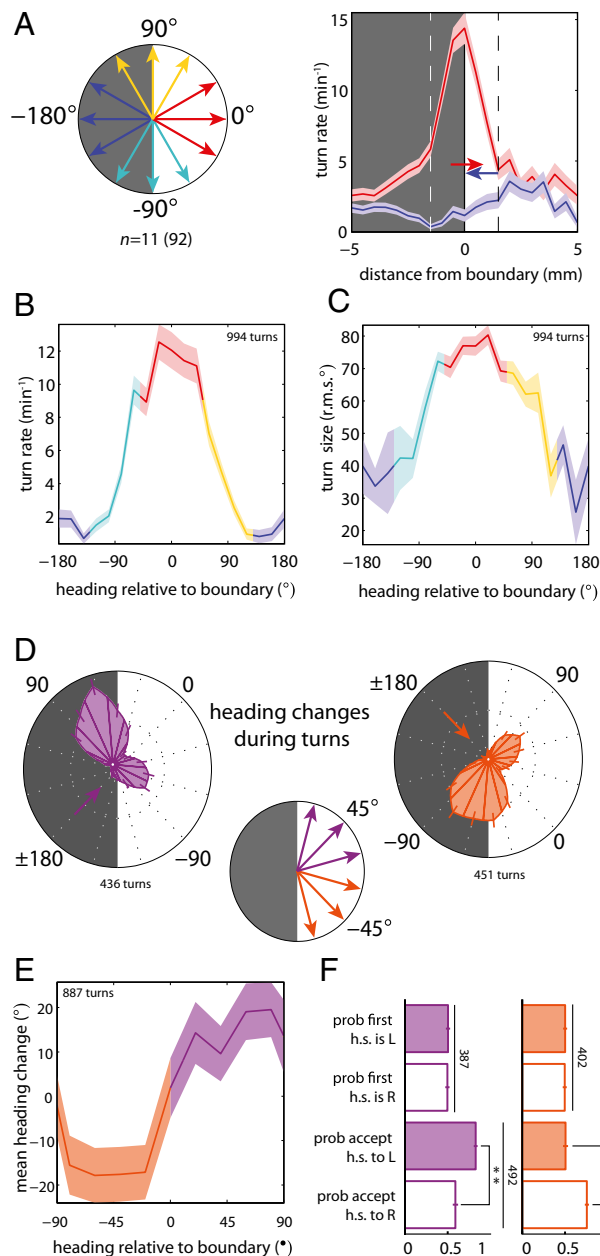 A
90°
−180°
0°
-90°
n=11 (92)
turn rate (min⁻¹)
15
10
5
0
−5
0
5
distance from boundary (mm)
B
994 turns
turn rate (min⁻¹)
12
10
8
6
4
2
−180
−90
0
90
180
heading relative to boundary (°)
C
994 turns
turn size (r.m.s.°)
80
70
60
50
40
30
−180
−90
0
90
180
heading relative to boundary (°)
D
90
0
±180
−90
436 turns
heading changes
during turns
45°
−45°
±180
90
−90
0
451 turns
E
887 turns
mean heading change (°)
20
10
0
−10
−20
−90
−45
0
45
90
heading relative to boundary (•)
F
prob first
h.s. is L
prob first
h.s. is R
prob accept
h.s. to L
prob accept
h.s. to R
387
**
492
0
0.5
1
402
0
0.5